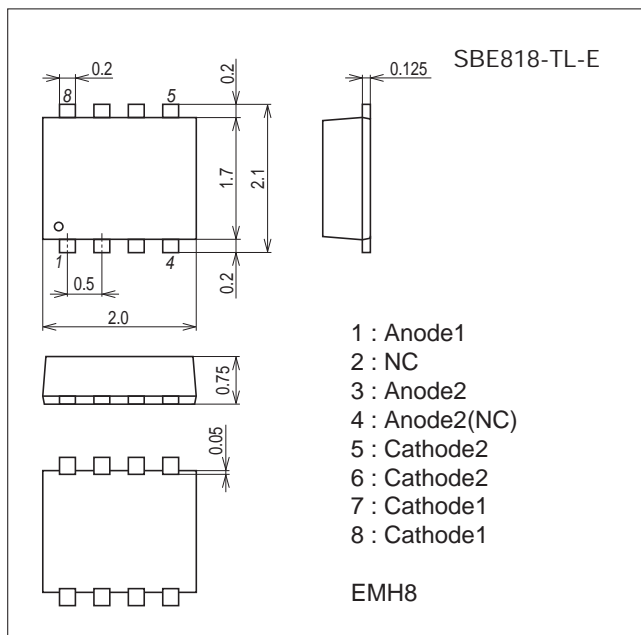 SBE818-TL-E
0.2
8
5
0.2
0.125
1.7
2.1
1
4
0.5
0.2
2.0
0.75
0.05
1 : Anode1
2 : NC
3 : Anode2
4 : Anode2(NC)
5 : Cathode2
6 : Cathode2
7 : Cathode1
8 : Cathode1
EMH8